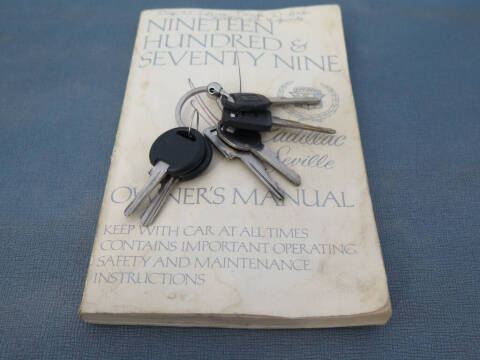 NINETEEN
HUNDRED &
SEVENTY NINE
Cadillac
Seville
OWNER'S MANUAL
KEEP WITH CAR AT ALL TIMES
CONTAINS IMPORTANT OPERATING
SAFETY AND MAINTENANCE
INSTRUCTIONS